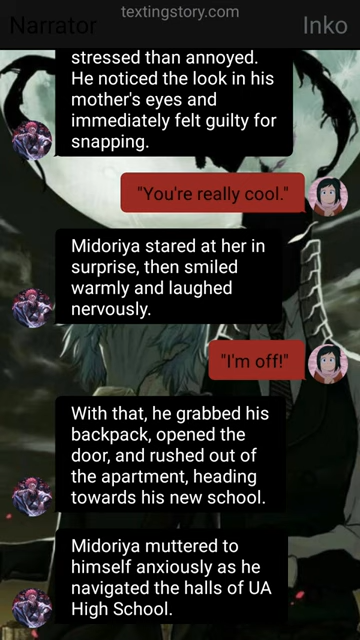 textingstory.com
Narrator
Inko
stressed than annoyed.
He noticed the look in his
mother's eyes and
immediately felt guilty for
snapping.
"You're really cool."
Midoriya stared at her in
surprise, then smiled
warmly and laughed
nervously.
"I'm off!"
With that, he grabbed his
backpack, opened the
door, and rushed out of
the apartment, heading
towards his new school.
Midoriya muttered to
himself anxiously as he
navigated the halls of UA
High School.